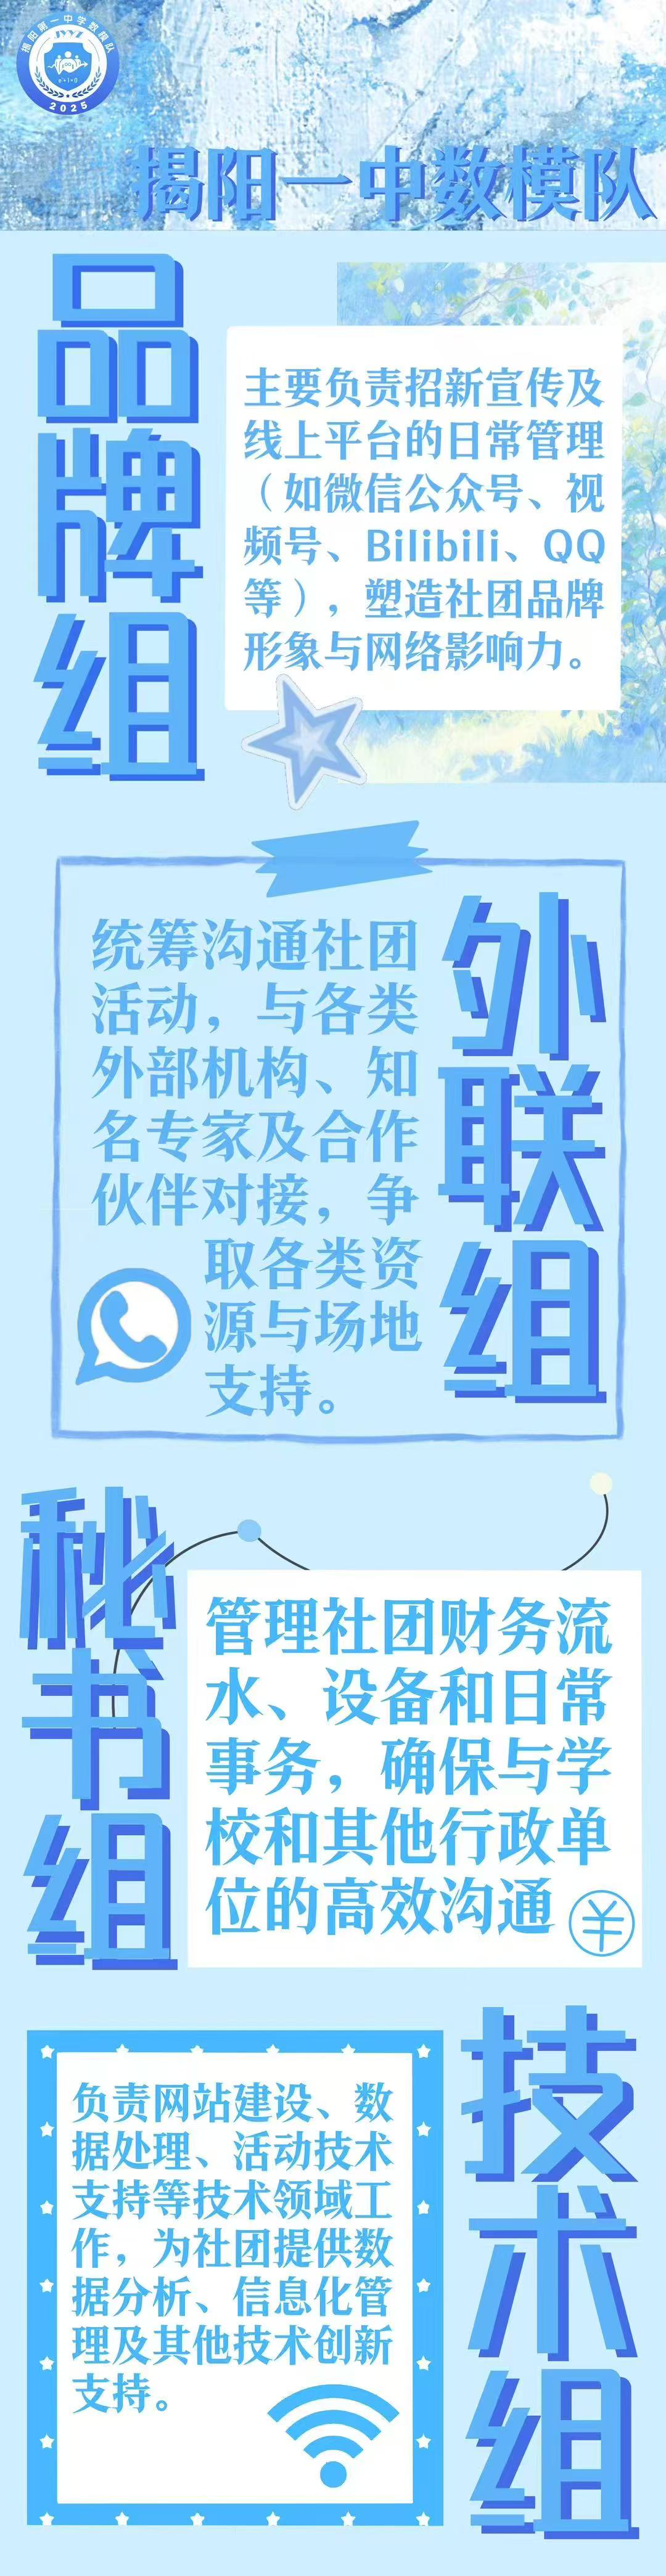 揭阳第一中学数模队
JYYZ
2025
揭阳一中数模队
品牌组
主要负责招新宣传及
线上平台的日常管理
（如微信公众号、视
频号、Bilibili、QQ
等），塑造社团品牌
形象与网络影响力。
外联组
统筹沟通社团
活动，与各类
外部机构、知
名专家及合作
伙伴对接，争
取各类资
源与场地
支持。
秘书组
管理社团财务流
水、设备和日常
事务，确保与学
校和其他行政单
位的高效沟通
技术组
负责网站建设、数
据处理、活动技术
支持等技术领域工
作，为社团提供数
据分析、信息化管
理及其他技术创新
支持。